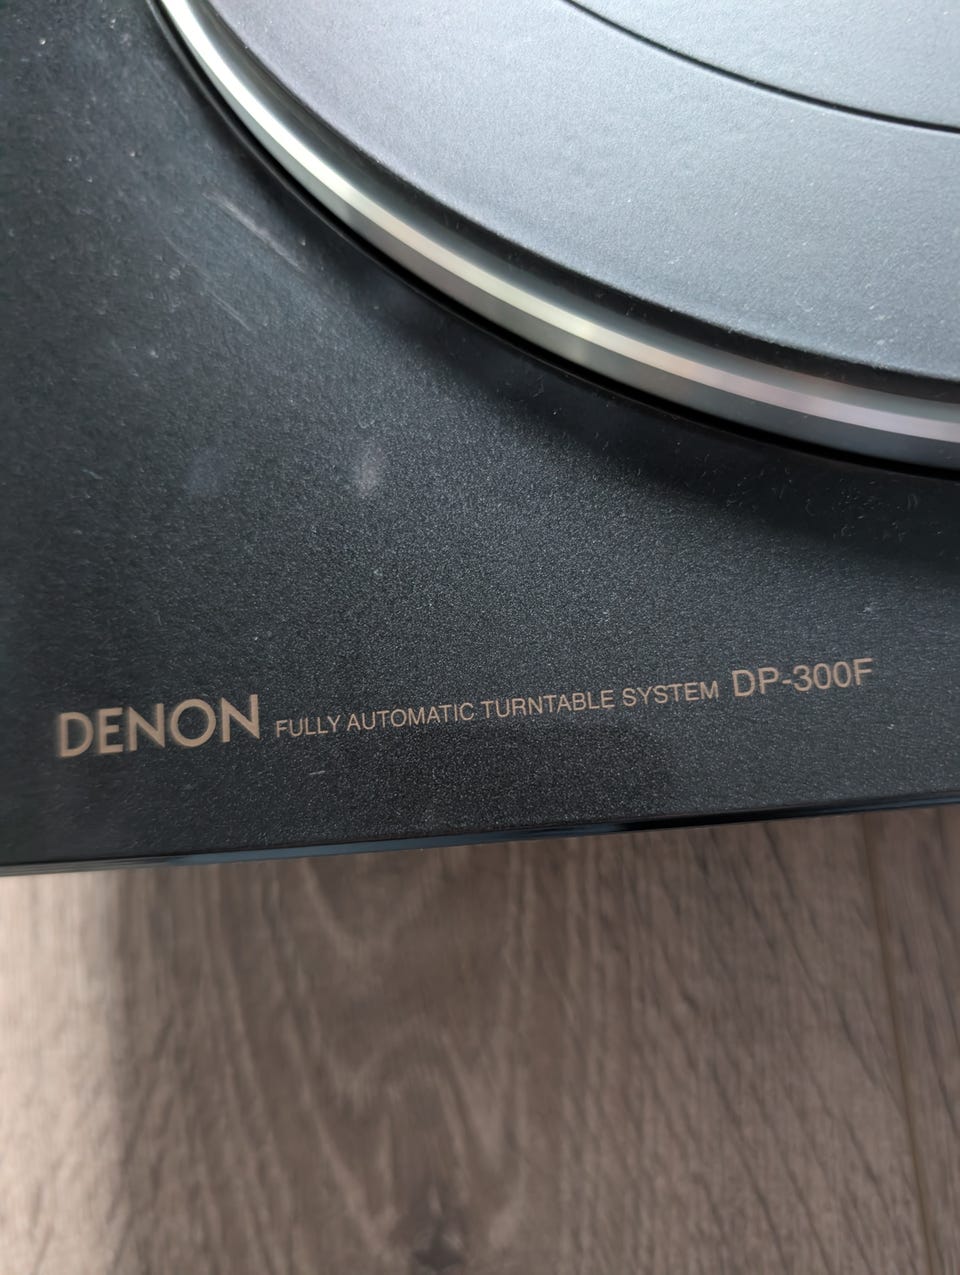 DENON FULLY AUTOMATIC TURNTABLE SYSTEM DP-300F